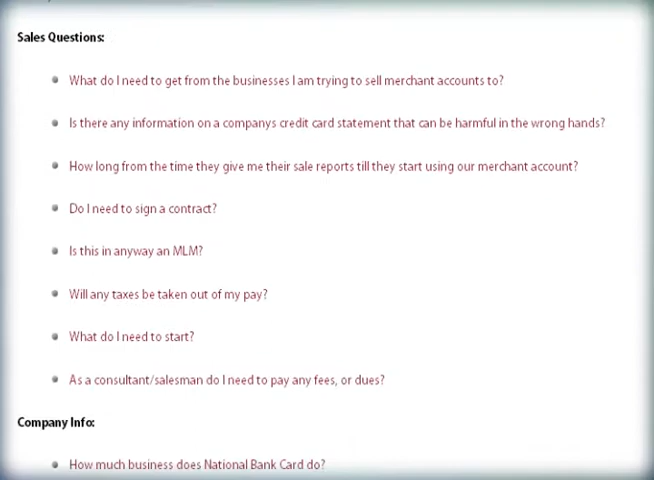 Sales Questions:
What do I need to get from the businesses I am trying to sell merchant accounts to?
Is there any information on a companys credit card statement that can be harmful in the wrong hands?
How long from the time they give me their sale reports till they start using our merchant account?
Do I need to sign a contract?
Is this in anyway an MLM?
Will any taxes be taken out of my pay?
What do I need to start?
As a consultant/salesman do I need to pay any fees, or dues?
Company Info:
How much business does National Bank Card do?